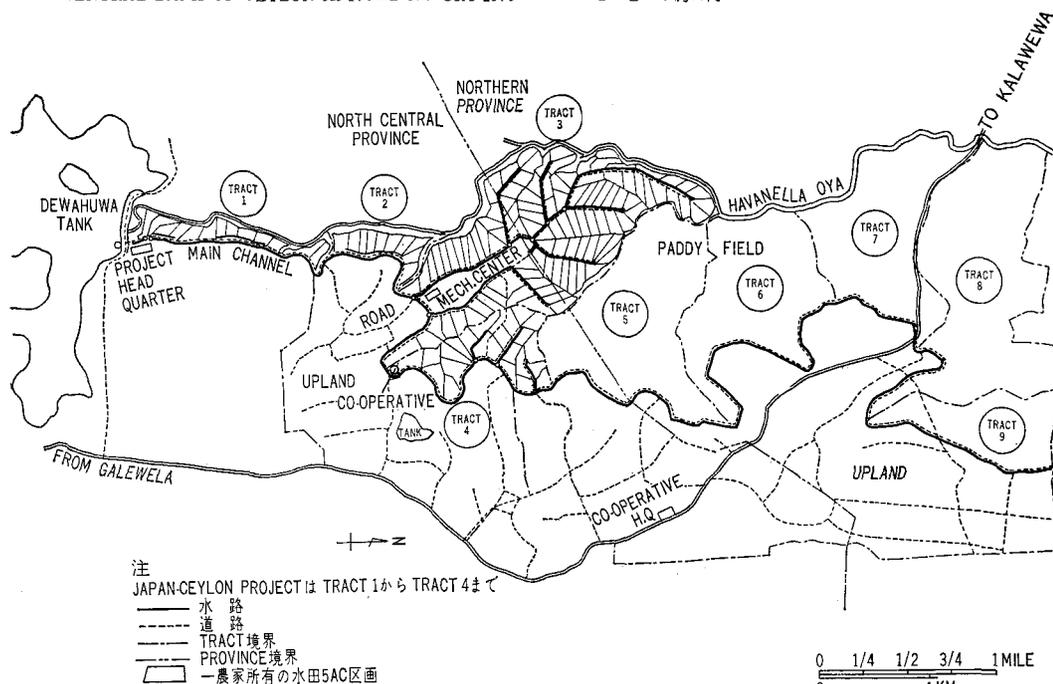 TO KALAWEWA
NORTHERN
PROVINCE
NORTH CENTRAL
PROVINCE
TRACT
3
TRACT
1
TRACT
2
DEWAHUWA
TANK
HAVANELLA OYA
TRACT
7
PROJECT
HEAD
QUARTER
MAIN CHANNEL
MECH. CENTER
PADDY FIELD
TRACT
6
TRACT
8
ROAD
TRACT
5
UPLAND
CO-OPERATIVE
TANK
TRACT
4
TRACT
9
FROM GALEWELA
UPLAND
CO-OPERATIVE
H.Q
N
注
JAPAN-CEYLON PROJECTは TRACT 1から TRACT 4まで
水 路
道 路
TRACT境界
PROVINCE境界
一農家所有の水田5AC区画
0 1/4 1/2 3/4 1 MILE